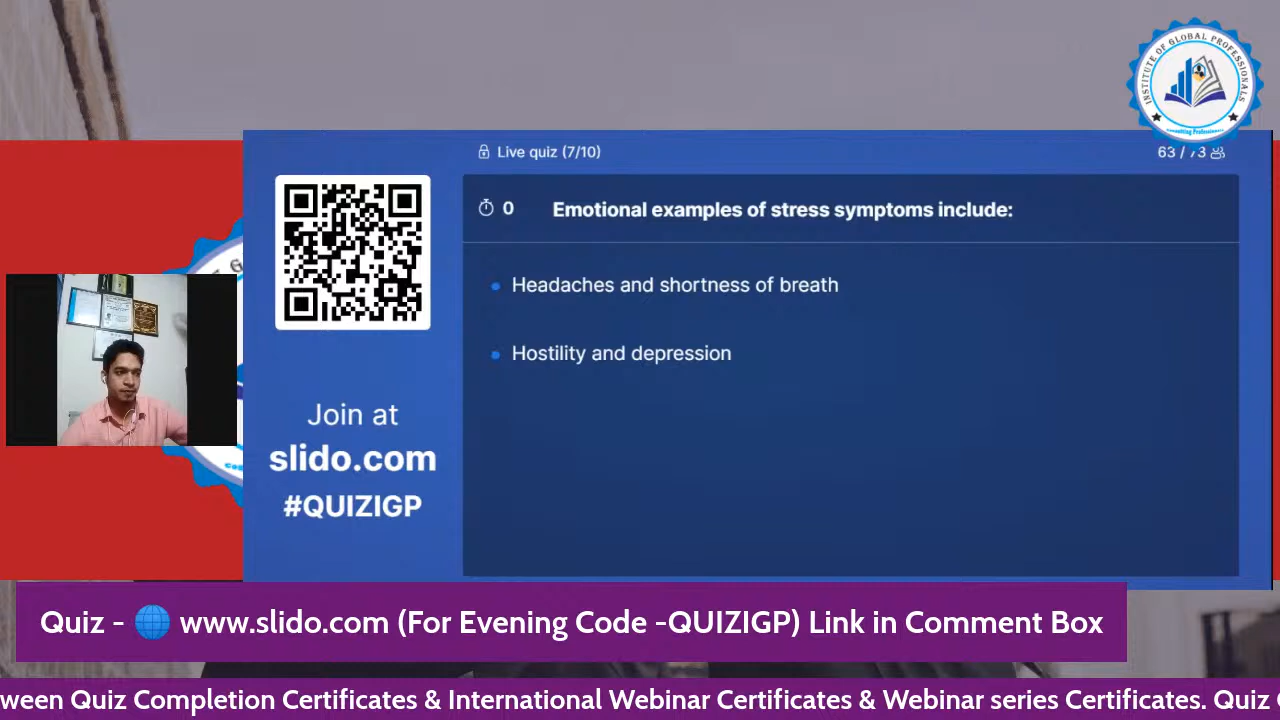 INSTITUTE OF GLOBAL PROFESSIONALS
Consulting Professionals
Live quiz (7/10)
63 / 73
0
Emotional examples of stress symptoms include:
Headaches and shortness of breath
Hostility and depression
Join at
slido.com
#QUIZIGP
Quiz - www.slido.com (For Evening Code -QUIZIGP) Link in Comment Box
ween Quiz Completion Certificates & International Webinar Certificates & Webinar series Certificates. Quiz